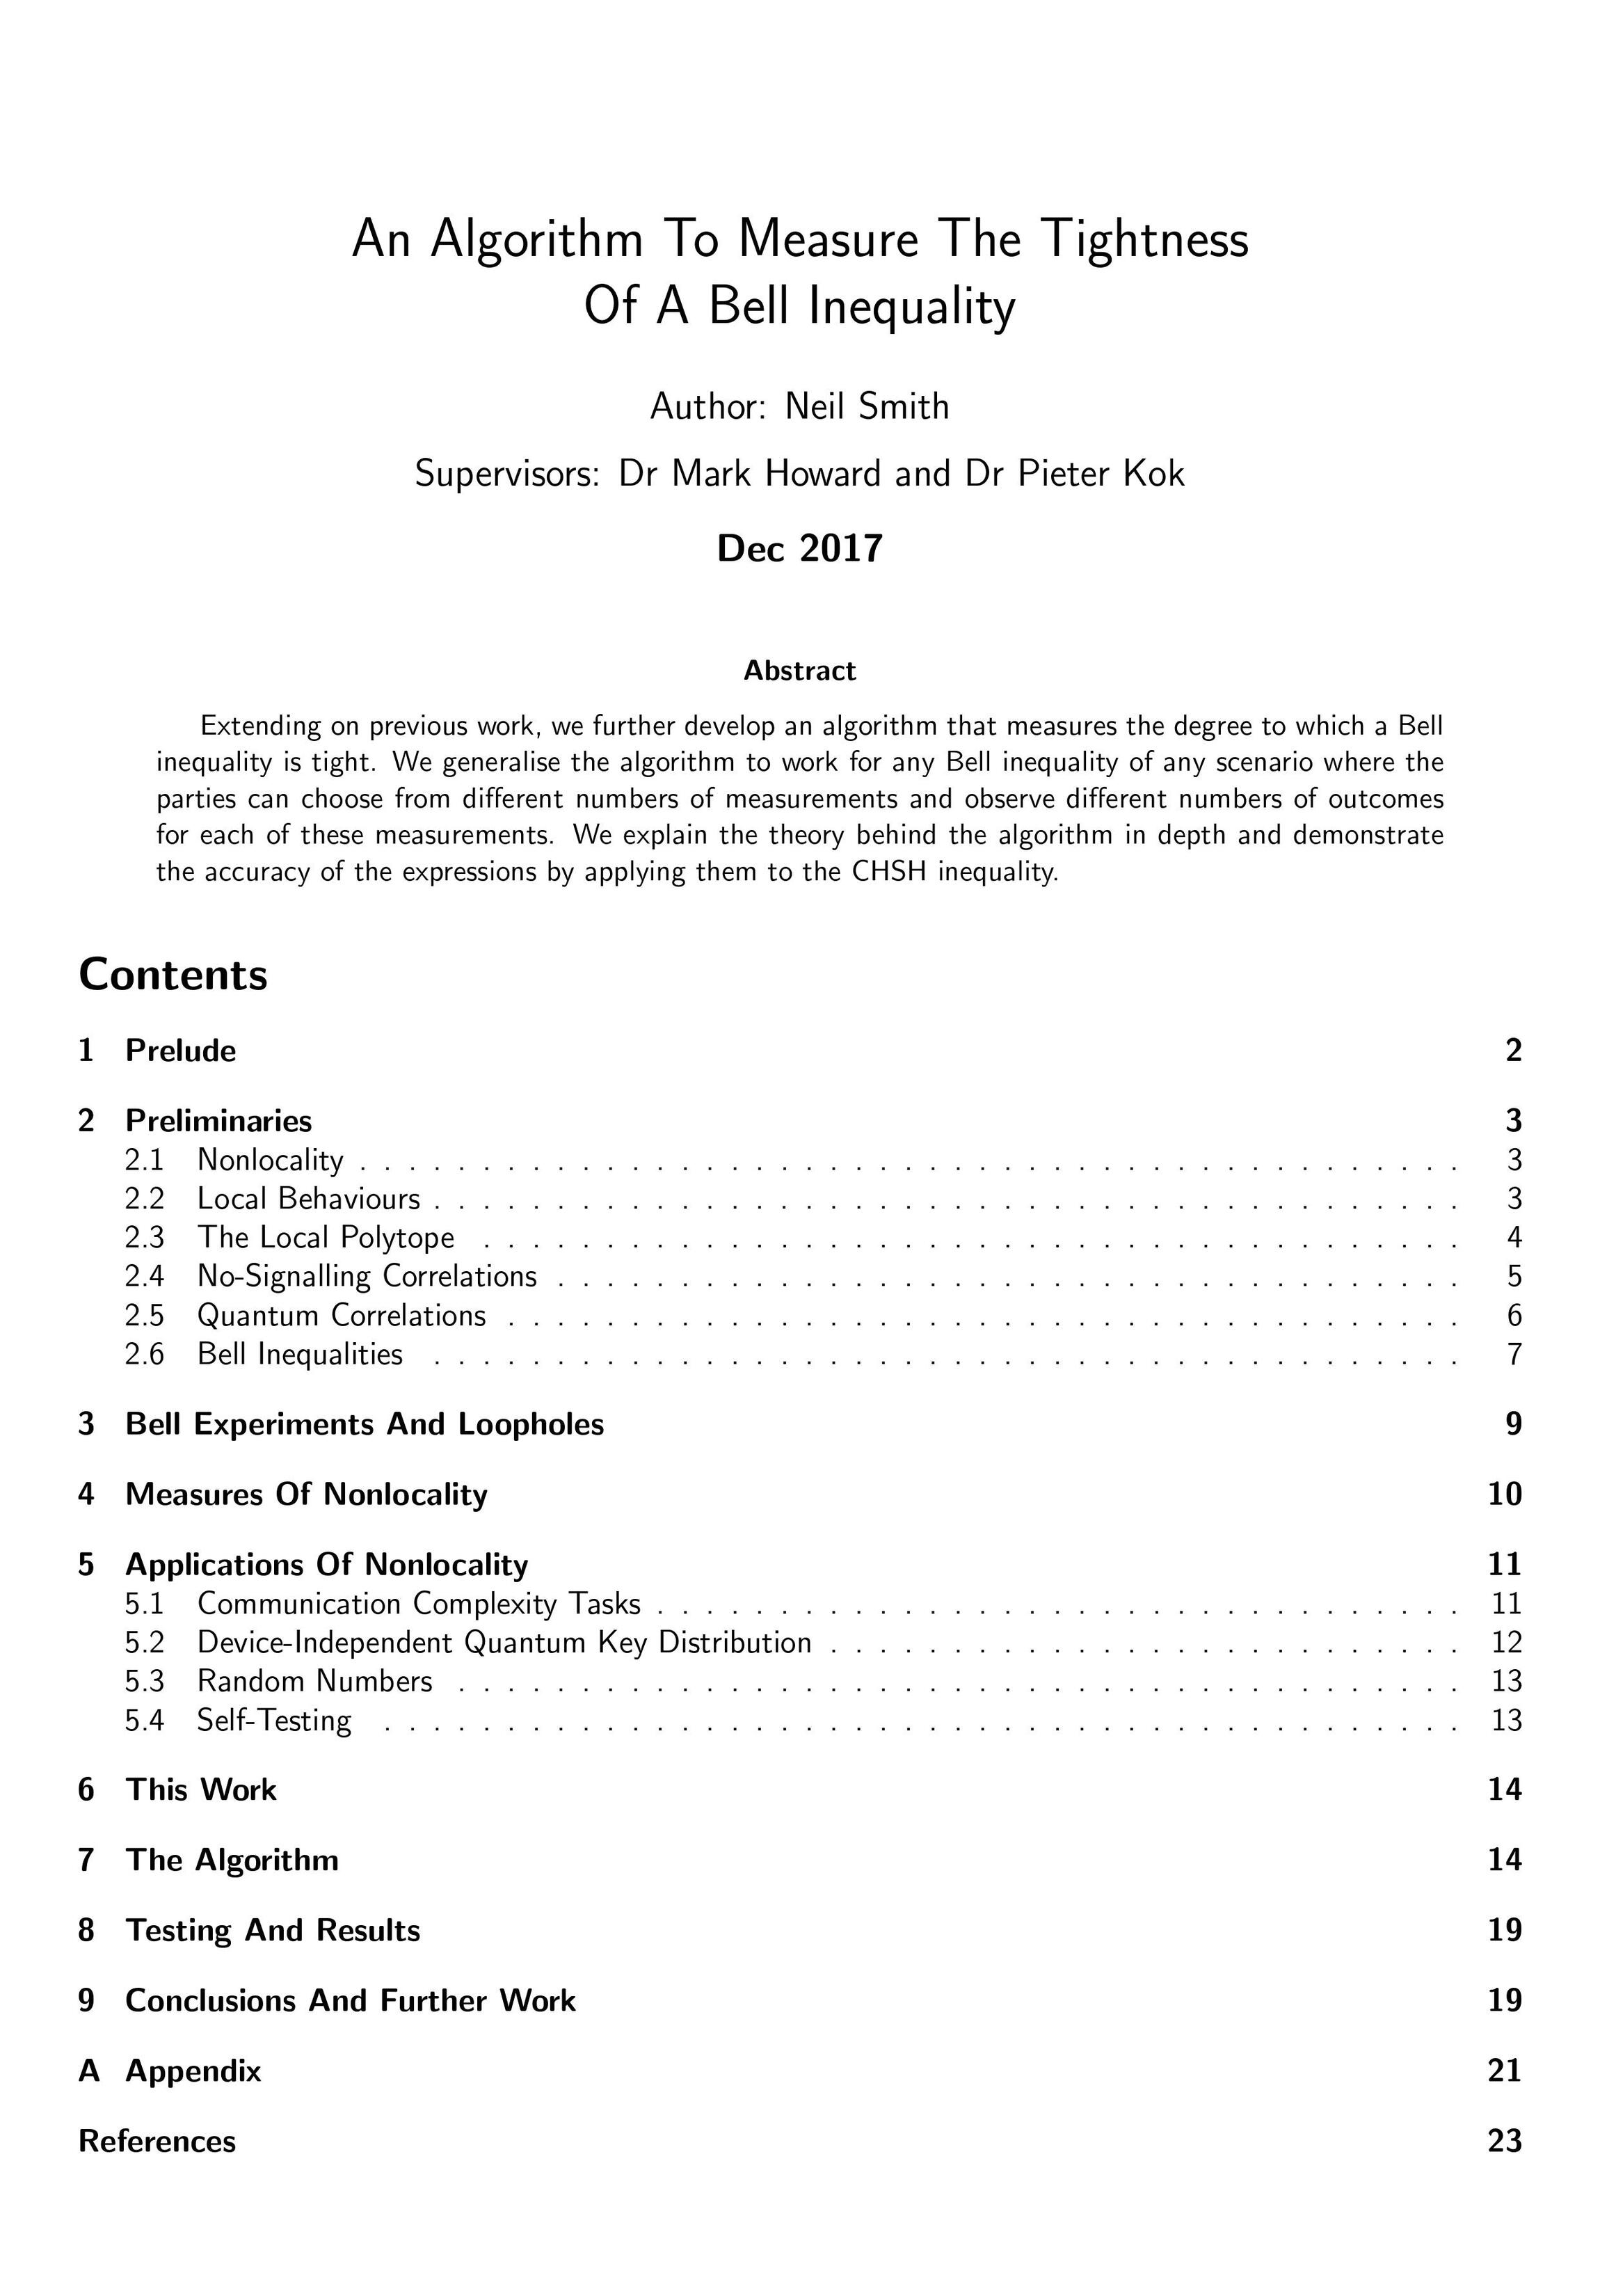 An Algorithm To Measure The Tightness
Of A Bell Inequality
Author: Neil Smith
Supervisors: Dr Mark Howard and Dr Pieter Kok
Dec 2017
Abstract
Extending on previous work, we further develop an algorithm that measures the degree to which a Bell
inequality is tight. We generalise the algorithm to work for any Bell inequality of any scenario where the
parties can choose from different numbers of measurements and observe different numbers of outcomes
for each of these measurements. We explain the theory behind the algorithm in depth and demonstrate
the accuracy of the expressions by applying them to the CHSH inequality.
Contents
1 Prelude 2
2 Preliminaries 3
2.1 Nonlocality . . . . . . . . . . . . . . . . . . . . . . . . . . . . . . . . . . . . . . . . . . . . . 3
2.2 Local Behaviours . . . . . . . . . . . . . . . . . . . . . . . . . . . . . . . . . . . . . . . . . . 3
2.3 The Local Polytope . . . . . . . . . . . . . . . . . . . . . . . . . . . . . . . . . . . . . . . . 4
2.4 No-Signalling Correlations . . . . . . . . . . . . . . . . . . . . . . . . . . . . . . . . . . . . . 5
2.5 Quantum Correlations . . . . . . . . . . . . . . . . . . . . . . . . . . . . . . . . . . . . . . . 6
2.6 Bell Inequalities . . . . . . . . . . . . . . . . . . . . . . . . . . . . . . . . . . . . . . . . . . 7
3 Bell Experiments And Loopholes 9
4 Measures Of Nonlocality 10
5 Applications Of Nonlocality 11
5.1 Communication Complexity Tasks . . . . . . . . . . . . . . . . . . . . . . . . . . . . . . . . . 11
5.2 Device-Independent Quantum Key Distribution . . . . . . . . . . . . . . . . . . . . . . . . . . 12
5.3 Random Numbers . . . . . . . . . . . . . . . . . . . . . . . . . . . . . . . . . . . . . . . . . 13
5.4 Self-Testing . . . . . . . . . . . . . . . . . . . . . . . . . . . . . . . . . . . . . . . . . . . . 13
6 This Work 14
7 The Algorithm 14
8 Testing And Results 19
9 Conclusions And Further Work 19
A Appendix 21
References 23